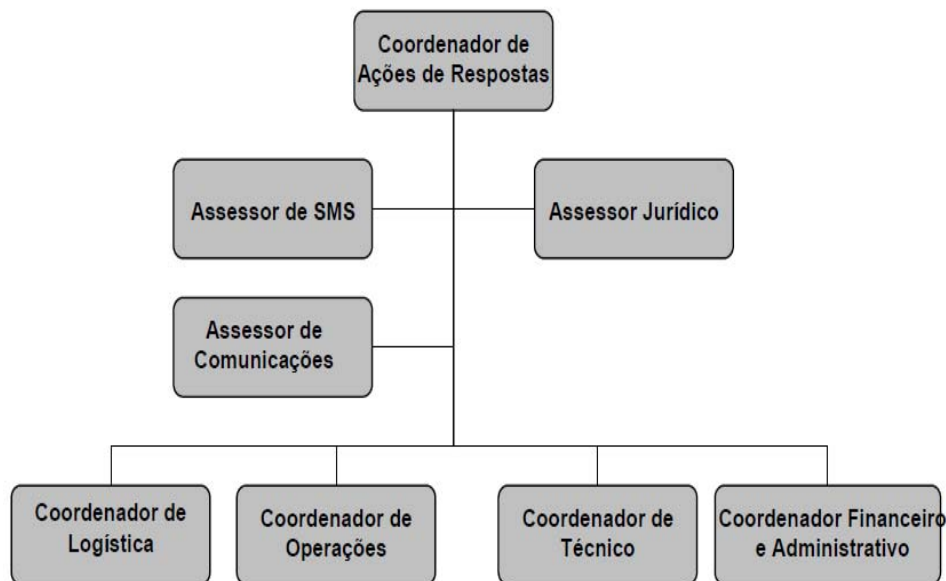 Coordenador de
Ações de Respostas
Assessor de SMS
Assessor Jurídico
Assessor de
Comunicações
Coordenador de
Logística
Coordenador de
Operações
Coordenador de
Técnico
Coordenador Financeiro
e Administrativo